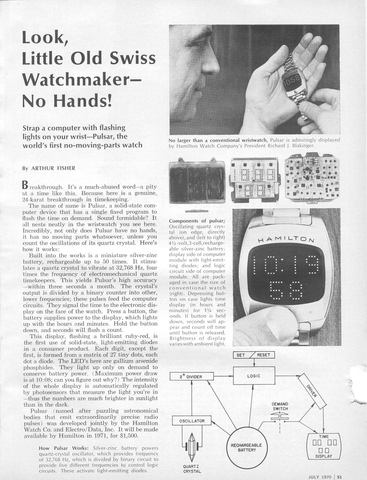 Look,
Little Old Swiss
Watchmaker—
No Hands!
Strap a computer with flashing
lights on your wrist—Pulsar, the
world's first no-moving-parts watch
By ARTHUR FISHER
No larger than a conventional wristwatch, Pulsar is admiringly displayed
by Hamilton Watch Company's President Richard J. Blakinger.
Breakthrough. It's a much-abused word—a pity
at a time like this. Because here is a genuine,
24-karat breakthrough in timekeeping.
The name of same is Pulsar, a solid-state com-
puter device that has a single fixed program to
flash the time on demand. Sound formidable? It
all nests neatly in the wristwatch you see here.
Incredibly, not only does Pulsar have no hands,
it has no moving parts whatsoever, unless you
count the oscillations of its quartz crystal. Here's
how it works:
Built into the works is a miniature silver-zinc
battery, rechargeable up to 50 times. It stimu-
lates a quartz crystal to vibrate at 32,768 Hz, four
times the frequency of electromechanical quartz
timekeepers. This yields Pulsar's high accuracy
—within three seconds a month. The crystal's
output is divided by a binary counter into other,
lower frequencies; these pulses feed the computer
circuits. They signal the time to the electronic dis-
play on the face of the watch. Press a button, the
battery supplies power to the display, which lights
up with the hours and minutes. Hold the button
down, and seconds will flash a count.
This display, flashing a brilliant ruby-red, is
the first use of solid-state, light-emitting diodes
in a consumer product. Each digit, except the
first, is formed from a matrix of 27 tiny dots, each
dot a diode. The LED's here are gallium arsenide
phosphides. They light up only on demand to
conserve battery power. (Maximum power draw
is at 10:08; can you figure out why?) The intensity
of the whole display is automatically regulated
by photosensors that measure the light you're in
—thus the numbers are much brighter in sunlight
than in the dark.
Pulsar (named after puzzling astronomical
bodies that emit extraordinarily precise radio
pulses) was developed jointly by the Hamilton
Watch Co. and Electro/Data, Inc. It will be made
available by Hamilton in 1971, for $1,500.
How Pulsar Works: Silver-zinc battery powers
quartz-crystal oscillator, which provides frequency
of 32,768 Hz, which is divided by binary circuit to
provide five different frequencies by control logic
circuits. These activate light-emitting diodes.
Components of pulsar:
Oscillating quartz crys-
tal (on edge, directly
above), and (left to right)
4½-volt, 3-cell, recharge-
able silver-zinc battery;
display side of computer
module with light-emit-
ting diodes; and logic
circuit side of computer
module. All are pack-
aged in case the size of
conventional watch
(right). Depressing but-
ton on case lights time
display (in hours and
minutes) for 1¼ sec-
onds. If button is held
down, seconds will ap-
pear and count off time
until button is released.
Brightness of display
varies with ambient light.
HAMILTON
SET / RESET
LOGIC
DIVIDER
DEMAND
SWITCH
OSCILLATOR
TIME
DISPLAY
RECHARGEABLE
BATTERY
QUARTZ
CRYSTAL
JULY 1970